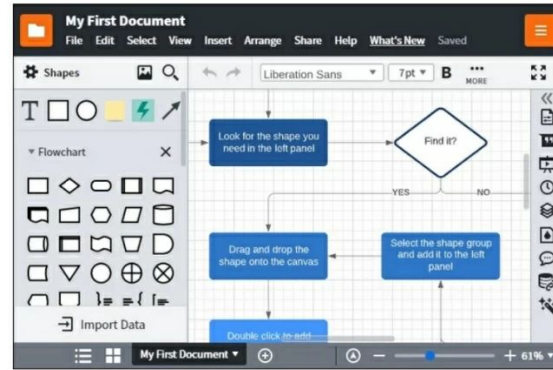 My First Document
File Edit Select View Insert Arrange Share Help What's New Saved
Shapes
Liberation Sans
7pt
B
MORE
T
Flowchart
Look for the shape you
need in the left panel
Find it?
YES
NO
Drag and drop the
shape onto the canvas
Select the shape group
and add it to the left
panel
Double click to add
Import Data
My First Document
61%